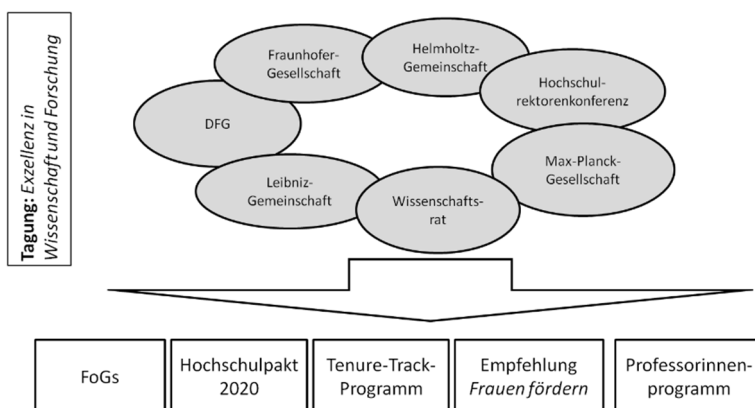 Tagung: Exzellenz in
Wissenschaft und Forschung
Fraunhofer-
Gesellschaft
Helmholtz-
Gemeinschaft
Hochschul-
rektorenkonferenz
DFG
Max-Planck-
Gesellschaft
Leibniz-
Gemeinschaft
Wissenschafts-
rat
FoGs
Hochschulpakt
2020
Tenure-Track-
Programm
Empfehlung
Frauen fördern
Professorinnen-
programm